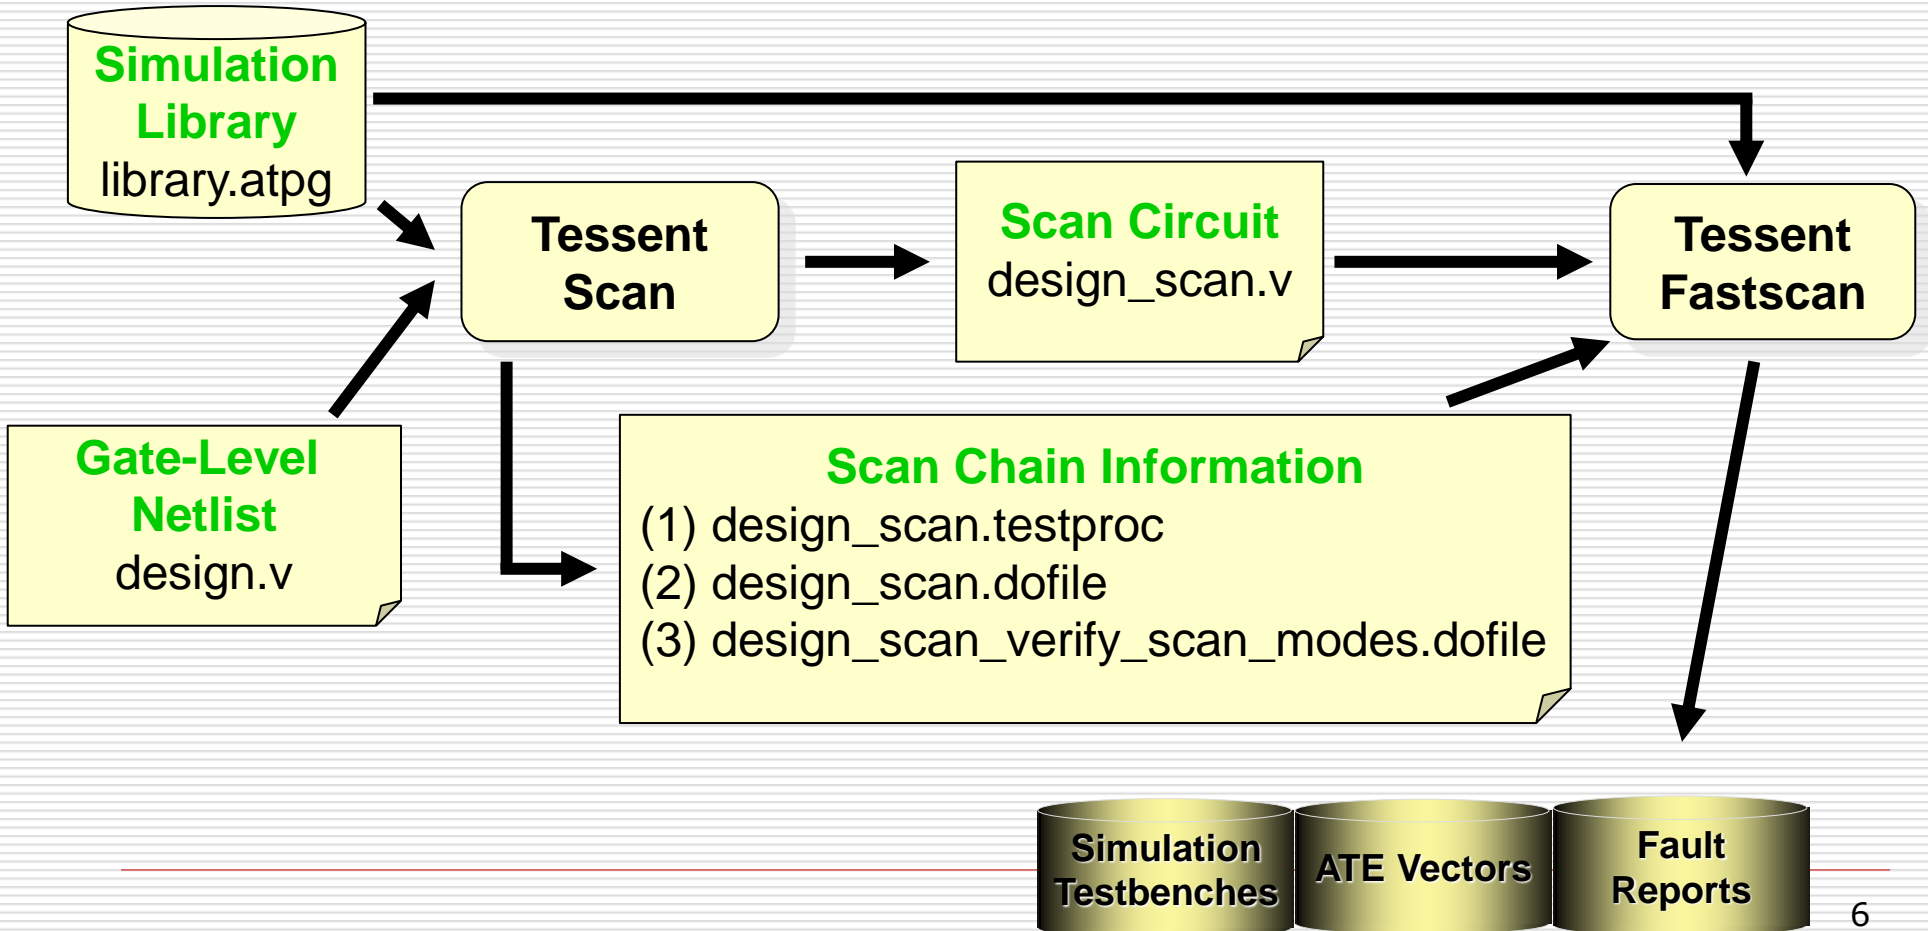 Simulation
Library
library.atpg
Tessent
Scan
Scan Circuit
design_scan.v
Tessent
Fastscan
Gate-Level
Netlist
design.v
Scan Chain Information
(1) design_scan.testproc
(2) design_scan.dofile
(3) design_scan_verify_scan_modes.dofile
Simulation
Testbenches
ATE Vectors
Fault
Reports
6